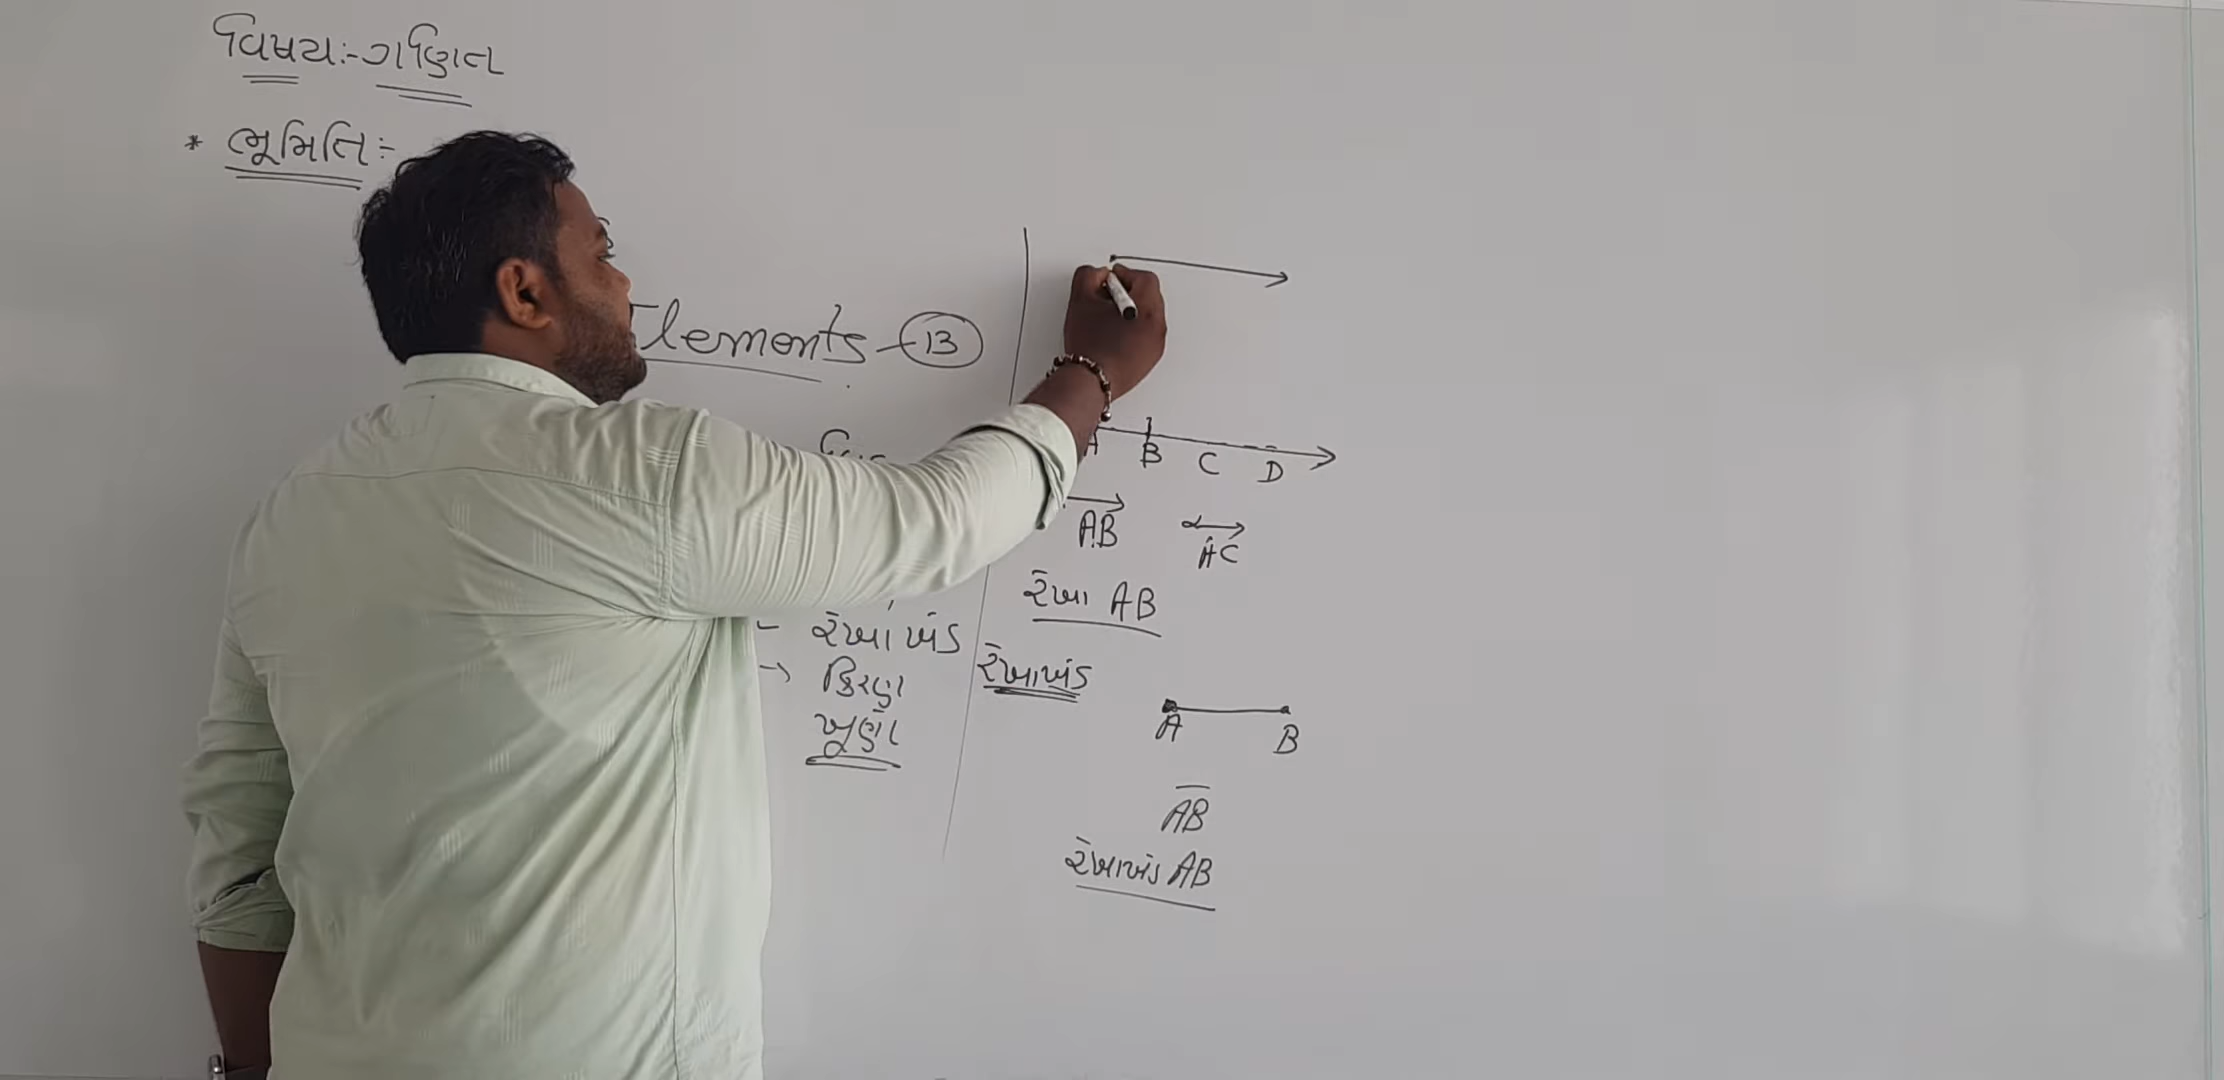 વિષય:- ગણિત
* ભૂમિતિ:-
Elements - 13
- રેખાખંડ
→ કિરણ
ખૂણો
A B C D
AB AC
રેખા AB
રેખાખંડ
A B
AB
રેખાખંડ AB